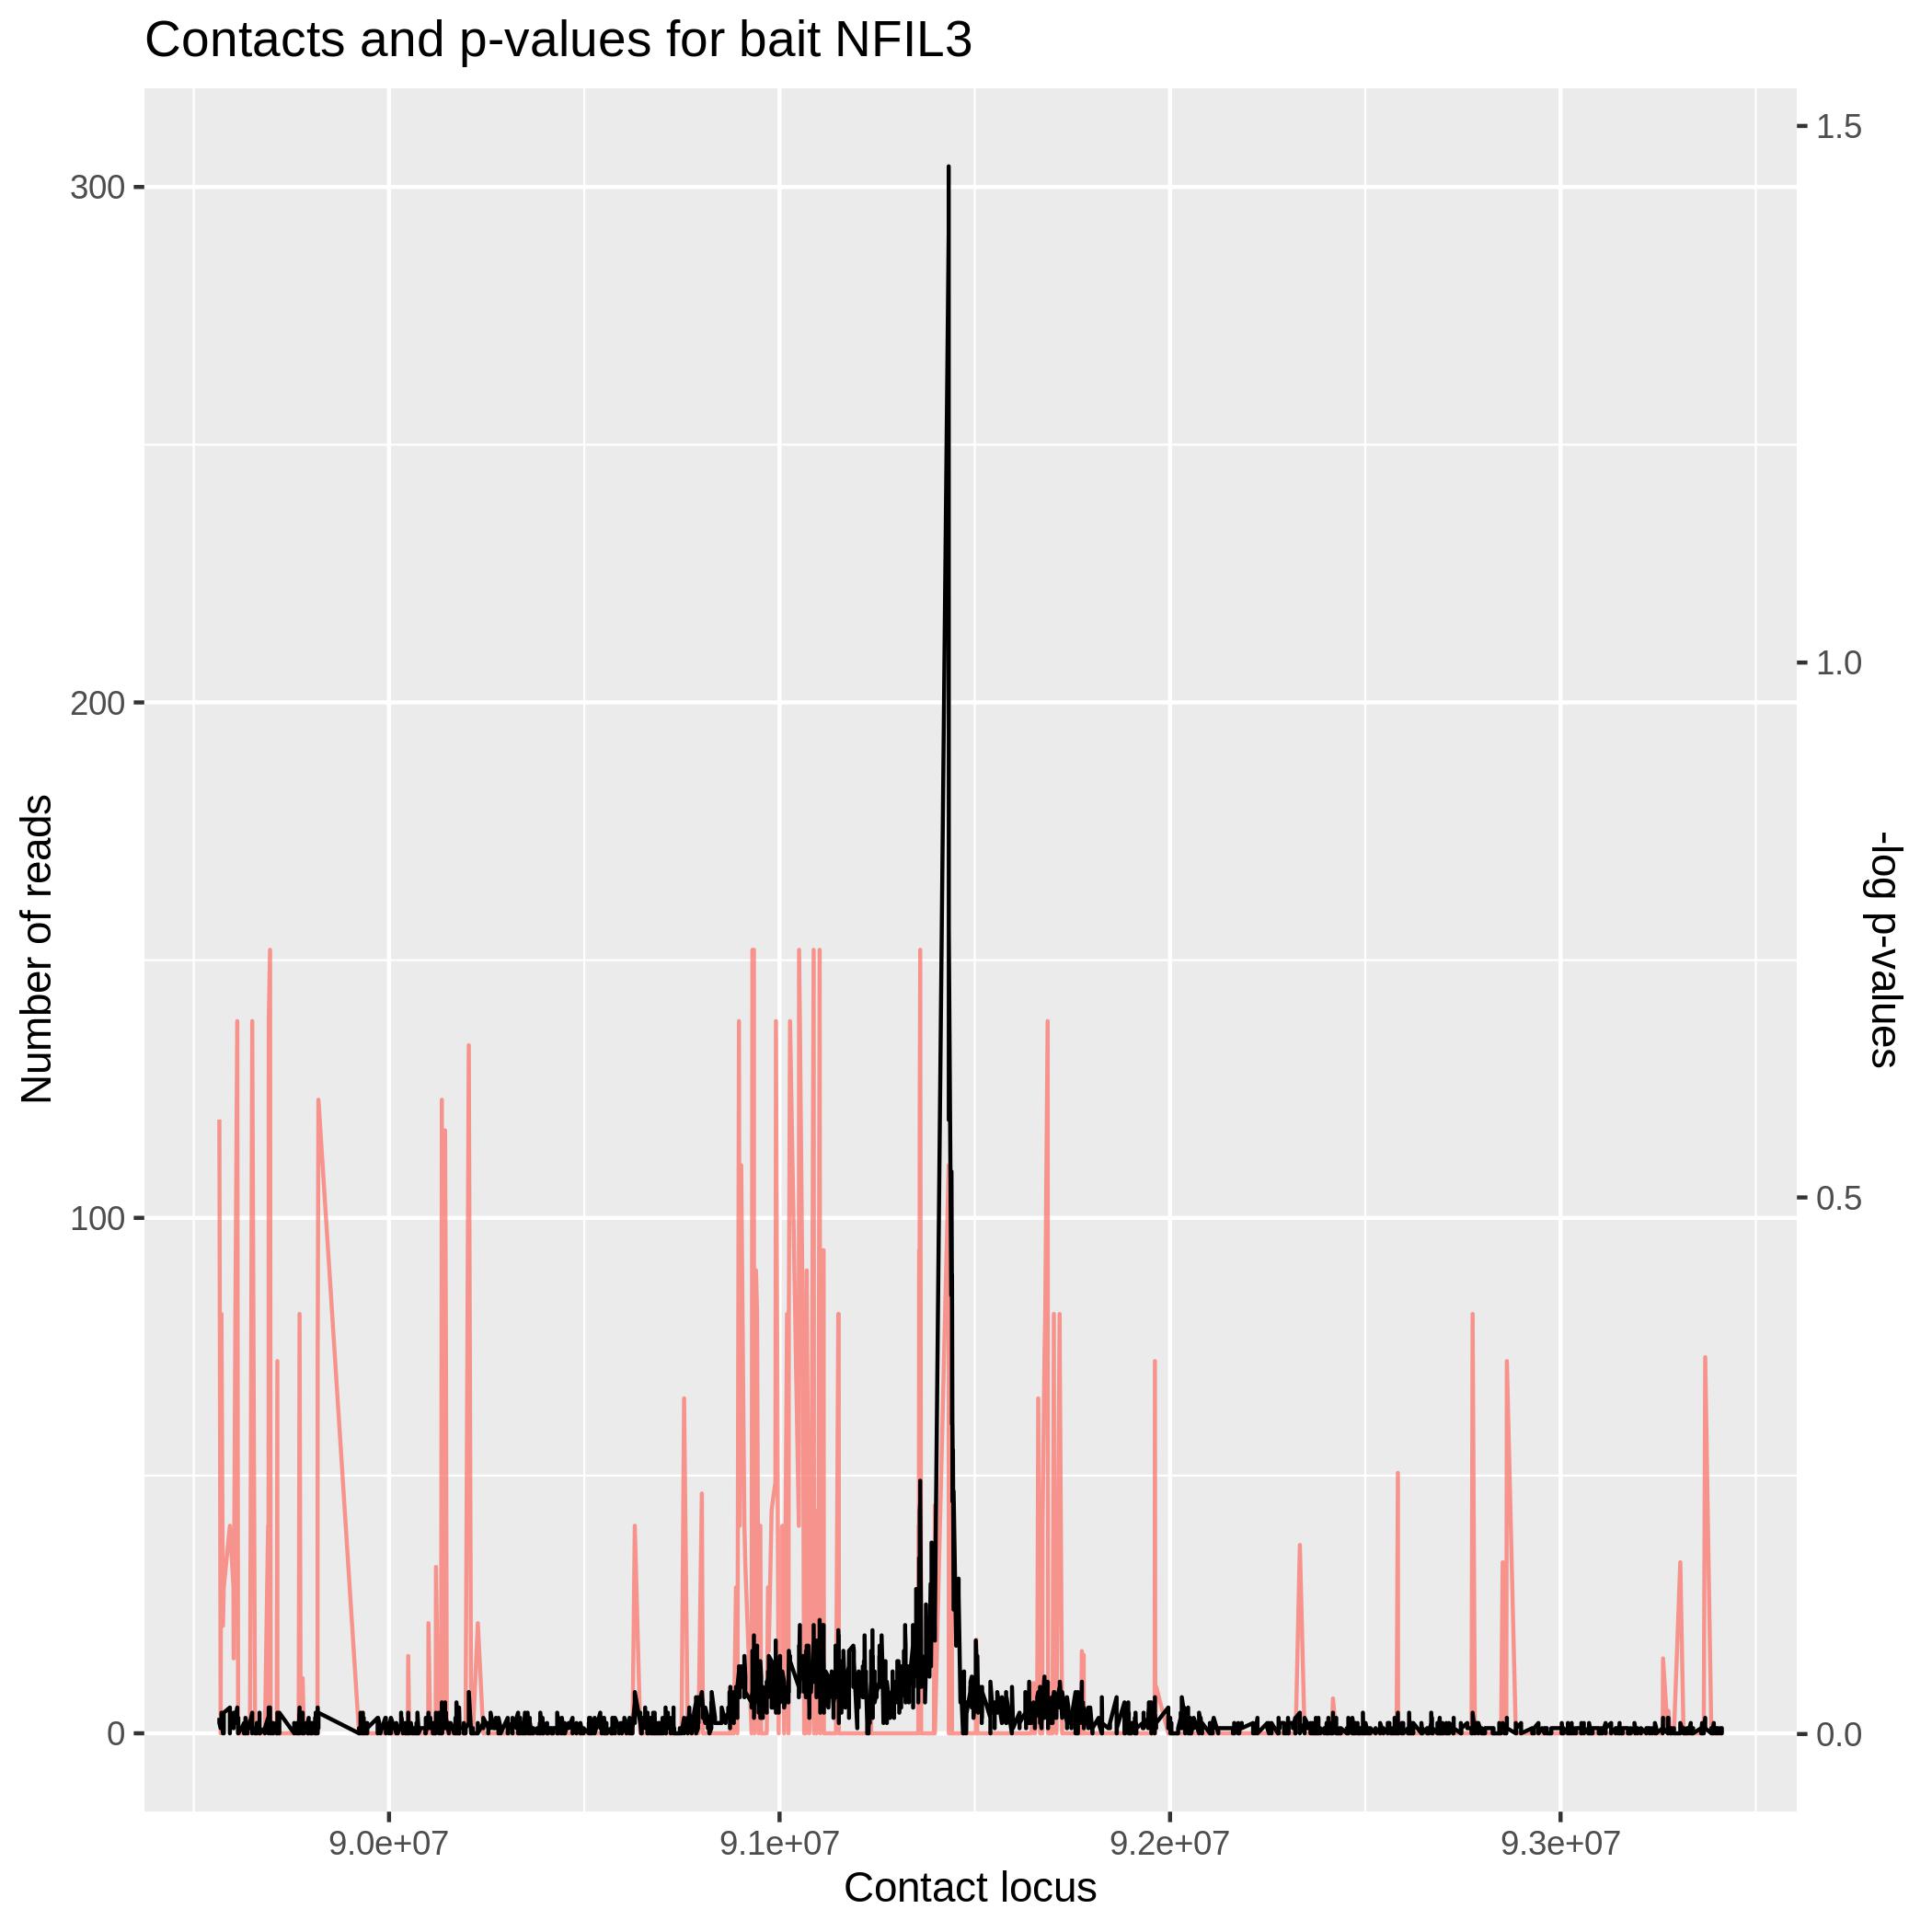 Contacts and p-values for bait NFIL3
300
200
100
0
Number of reads
1.5
1.0
0.5
0.0
-log p-values
9.0e+07 9.1e+07 9.2e+07 9.3e+07
Contact locus